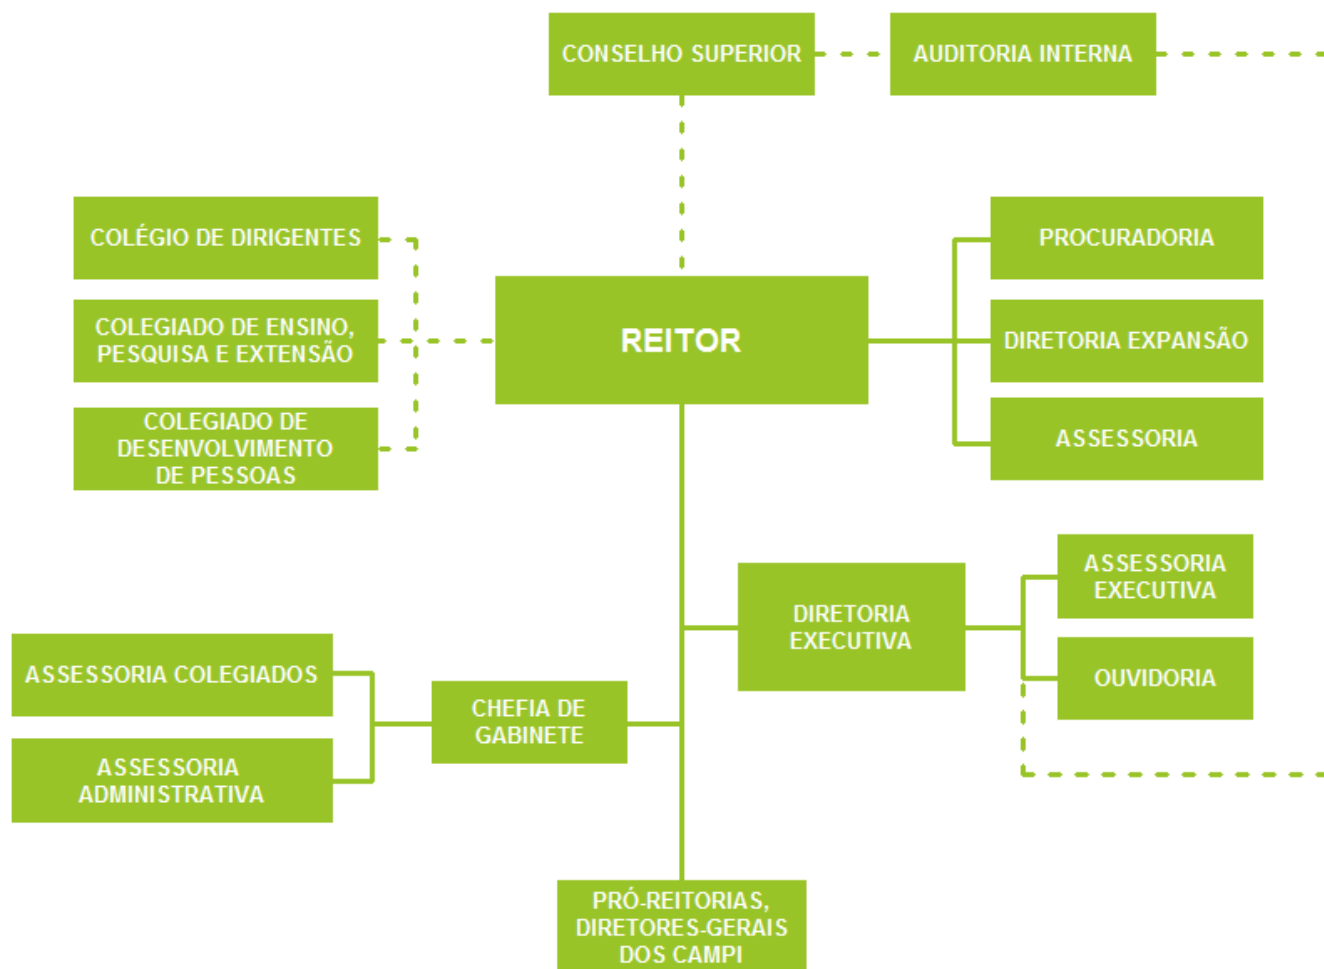 CONSELHO SUPERIOR
AUDITORIA INTERNA
COLÉGIO DE DIRIGENTES
PROCURADORIA
COLEGIADO DE ENSINO,
PESQUISA E EXTENSÃO
REITOR
DIRETORIA EXPANSÃO
COLEGIADO DE
DESENVOLVIMENTO
DE PESSOAS
ASSESSORIA
ASSESSORIA
EXECUTIVA
DIRETORIA
EXECUTIVA
OUVIDORIA
ASSESSORIA COLEGIADOS
CHEFIA DE
GABINETE
ASSESSORIA
ADMINISTRATIVA
PRÓ-REITORIAS,
DIRETORES-GERAIS
DOS CAMPI